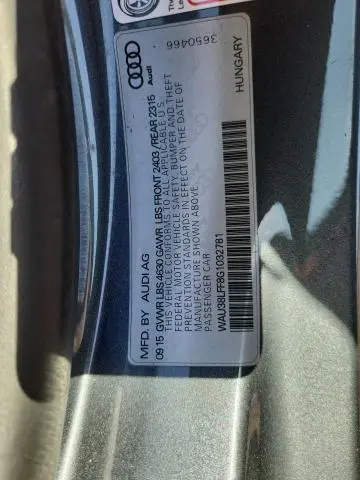 MFD. BY AUDI AG
09 15 GVWR LBS 4630 GAWR LBS FRONT 2403 /REAR 2315
THIS VEHICLE CONFORMS TO ALL APPLICABLE U S
FEDERAL MOTOR VEHICLE SAFETY, BUMPER AND THEFT
PREVENTION STANDARDS IN EFFECT ON THE DATE OF
MANUFACTURE SHOWN ABOVE.
PASSENGER CAR
WAU38LFF8G1032781
HUNGARY
Audi
3650466